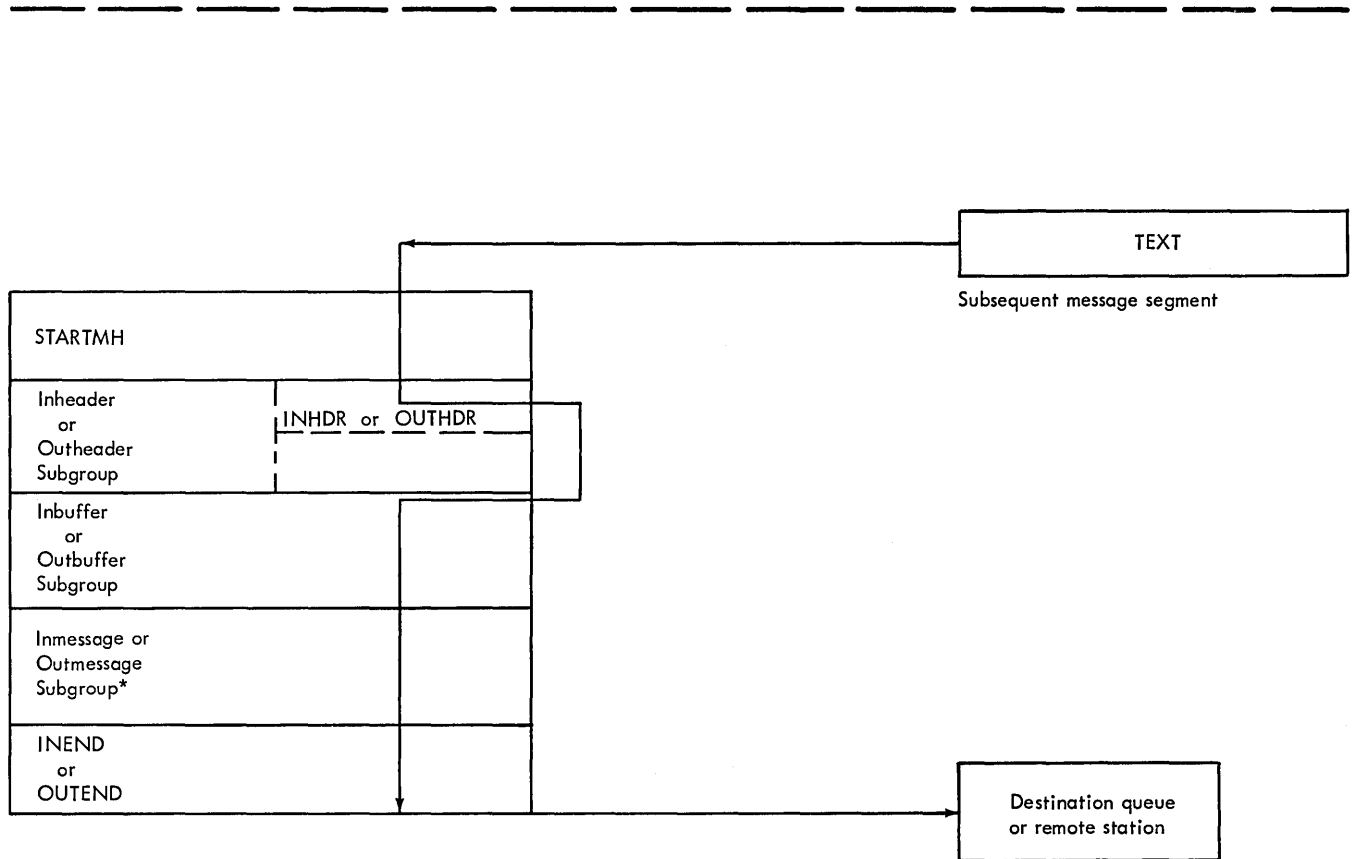 TEXT
Subsequent message segment
STARTMH
Inheader
or
Outheader
Subgroup
INHDR or OUTHDR
Inbuffer
or
Outbuffer
Subgroup
Inmessage or
Outmessage
Subgroup*
INEND
or
OUTEND
Destination queue
or remote station